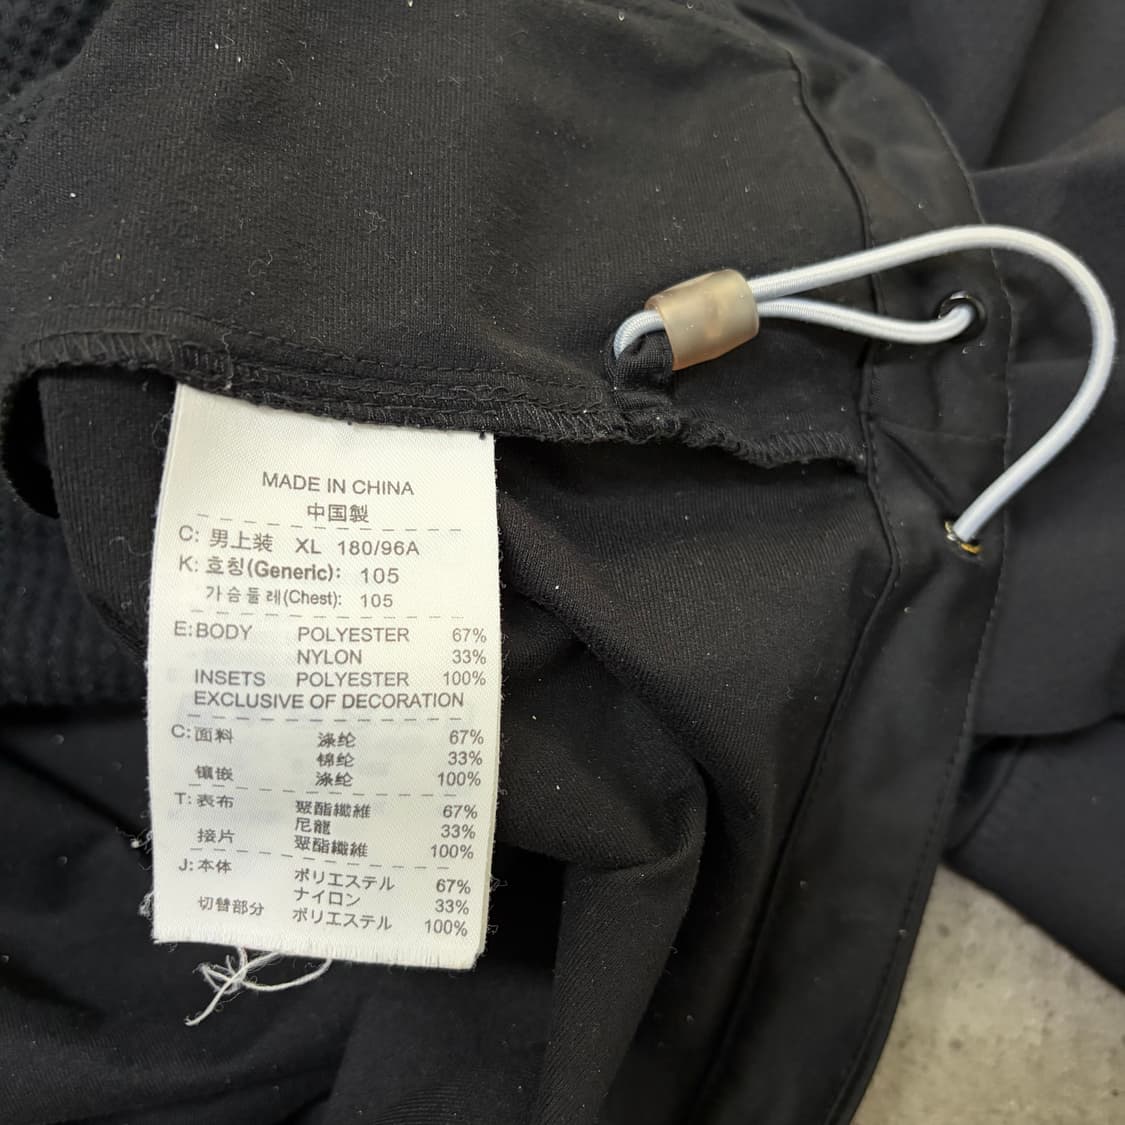 MADE IN CHINA
中国製
C: 男上装 XL 180/96A
K: 호칭(Generic): 105
가슴둘레(Chest): 105
E:BODY POLYESTER 67%
NYLON 33%
INSETS POLYESTER 100%
EXCLUSIVE OF DECORATION
C:面料 涤纶 67%
锦纶 33%
镶嵌 涤纶 100%
T:表布 聚酯纖維 67%
尼龍 33%
接片 聚酯纖維 100%
J:本体 ポリエステル 67%
ナイロン 33%
切替部分 ポリエステル 100%